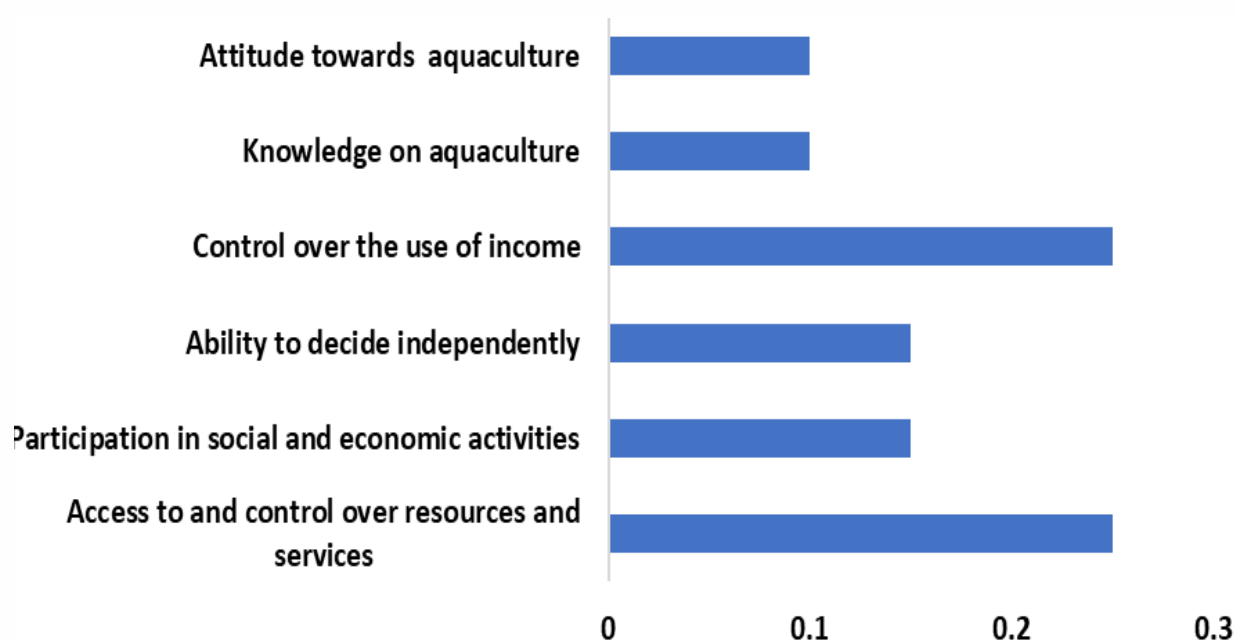 Attitude towards aquaculture
Knowledge on aquaculture
Control over the use of income
Ability to decide independently
Participation in social and economic activities
Access to and control over resources and
services
0 0.1 0.2 0.3